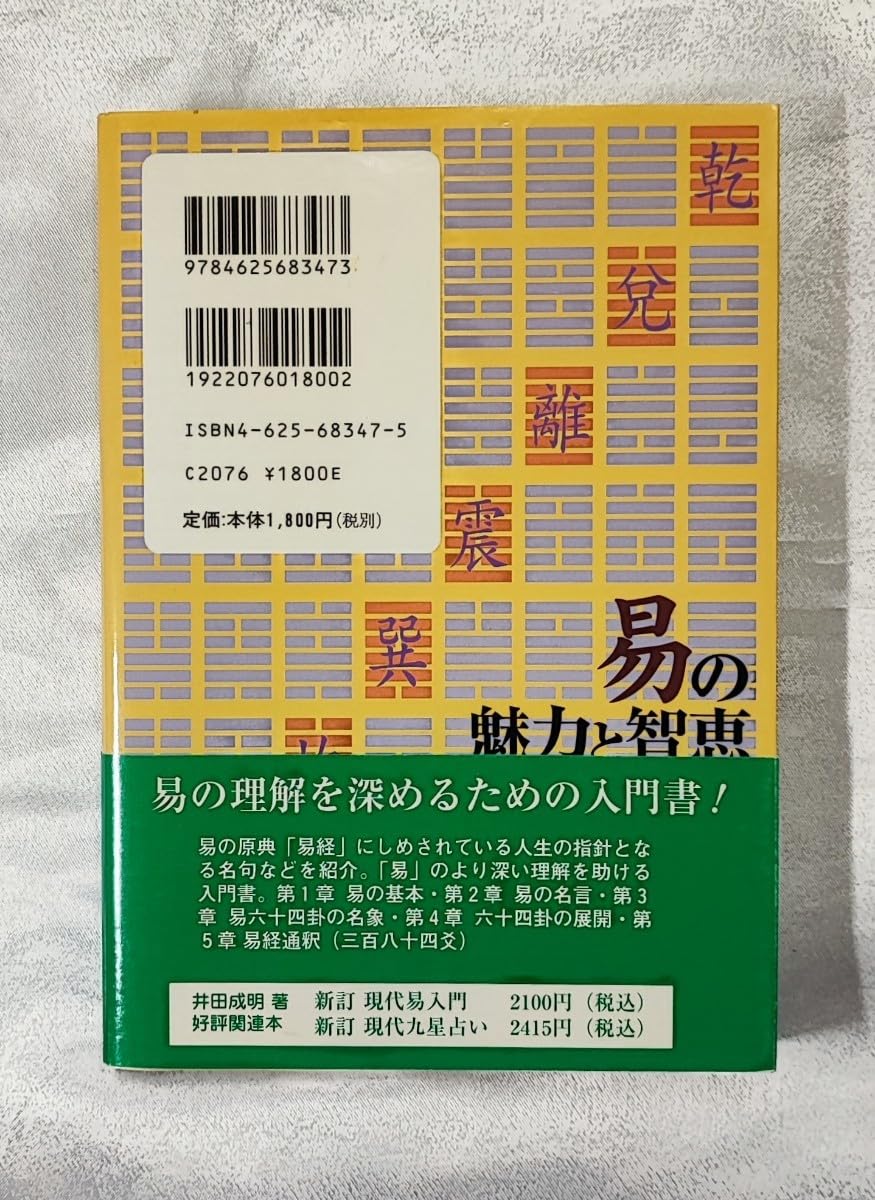 9784625683473
1922076018002
ISBN4-625-68347-5
C2076 ¥1800E
定価:本体1,800円(税別)
乾
兌
離
震
巽
易の
魅力と智恵
易の理解を深めるための入門書!
易の原典「易経」にしめされている人生の指針とな
る名句などを紹介。「易」のより深い理解を助ける
入門書。第1章 易の基本・第2章 易の名言・第3
章 易六十四卦の名象・第4章 六十四卦の展開・第
5章 易経通釈(三百八十四爻)
井田成明 著 新訂 現代易入門 2100円(税込)
好評関連本 新訂 現代九星占い 2415円(税込)